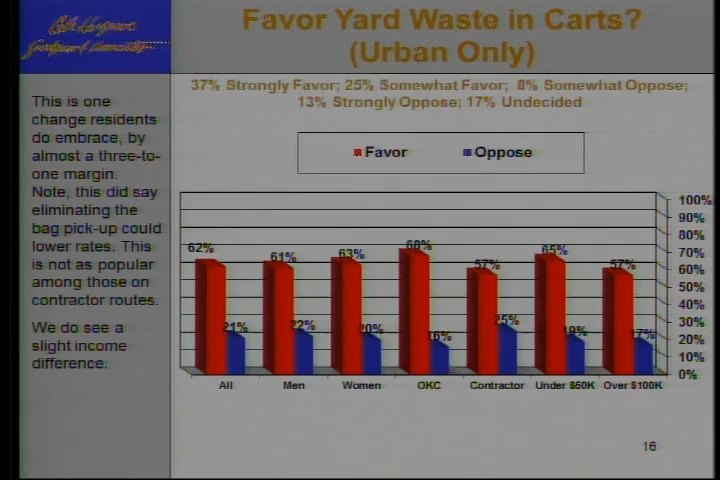 Favor Yard Waste in Carts?
(Urban Only)
37% Strongly Favor; 25% Somewhat Favor; 8% Somewhat Oppose;
13% Strongly Oppose; 17% Undecided
This is one
change residents
do embrace, by
almost a three-to-
one margin.
Note, this did say
eliminating the
bag pick-up could
lower rates. This
is not as popular
among those on
contractor routes.
We do see a
slight income
difference.
Favor Oppose
100%
90%
80%
70%
60%
50%
40%
30%
20%
10%
0%
62% 61% 63% 68% 57% 65% 57%
21% 22% 20% 16% 25% 19% 17%
All Men Women OKC Contractor Under $50K Over $100K
16